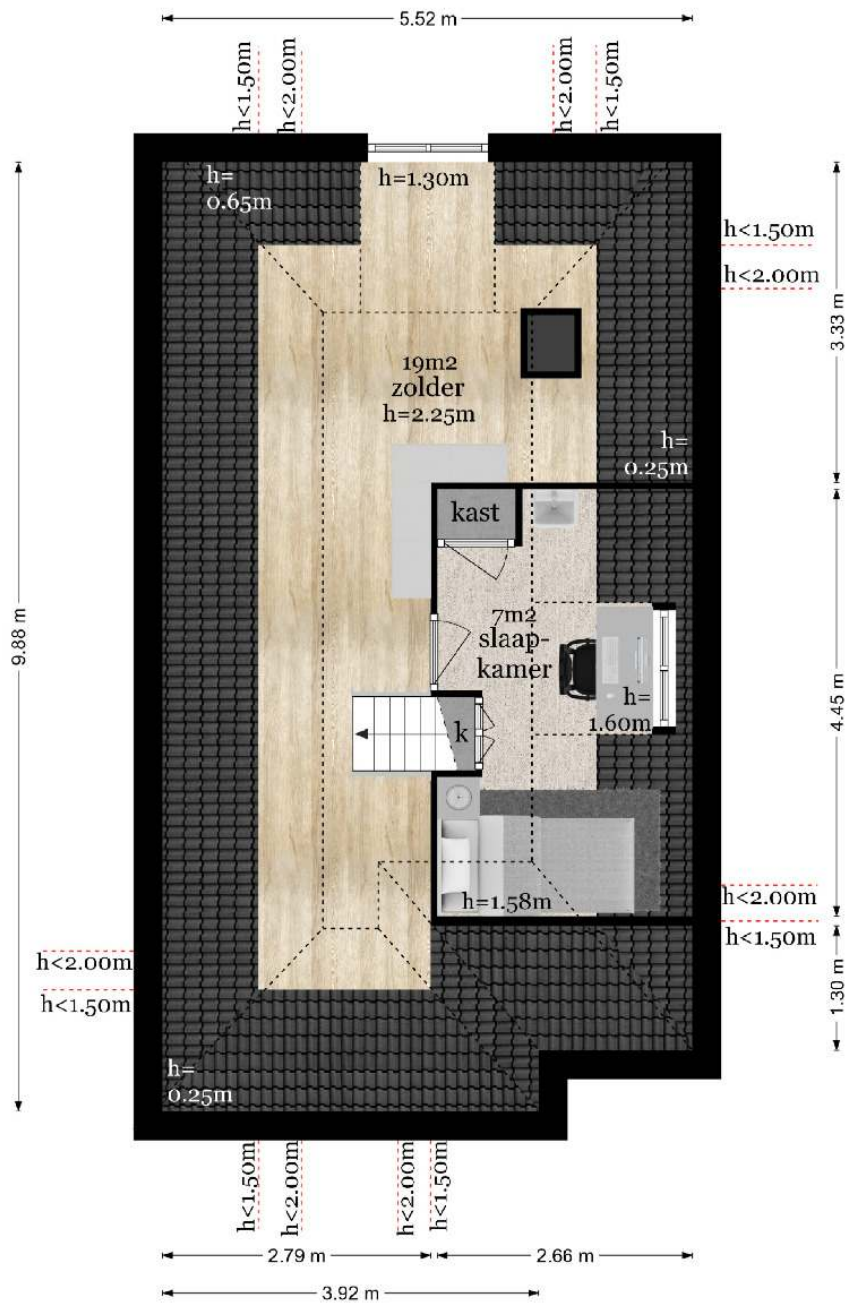 5.52 m
h<1.50m
h<2.00m
h<2.00m
h<1.50m
h=
0.65m
h=1.30m
h<1.50m
h<2.00m
3.33 m
19m2
zolder
h=2.25m
h=
0.25m
kast
9.88 m
7m2
slaap-
kamer
h=
1.60m
4.45 m
k
h=1.58m
h<2.00m
h<1.50m
h<2.00m
h<1.50m
1.30 m
h=
0.25m
h<1.50m
h<2.00m
h<2.00m
h<1.50m
2.79 m
2.66 m
3.92 m